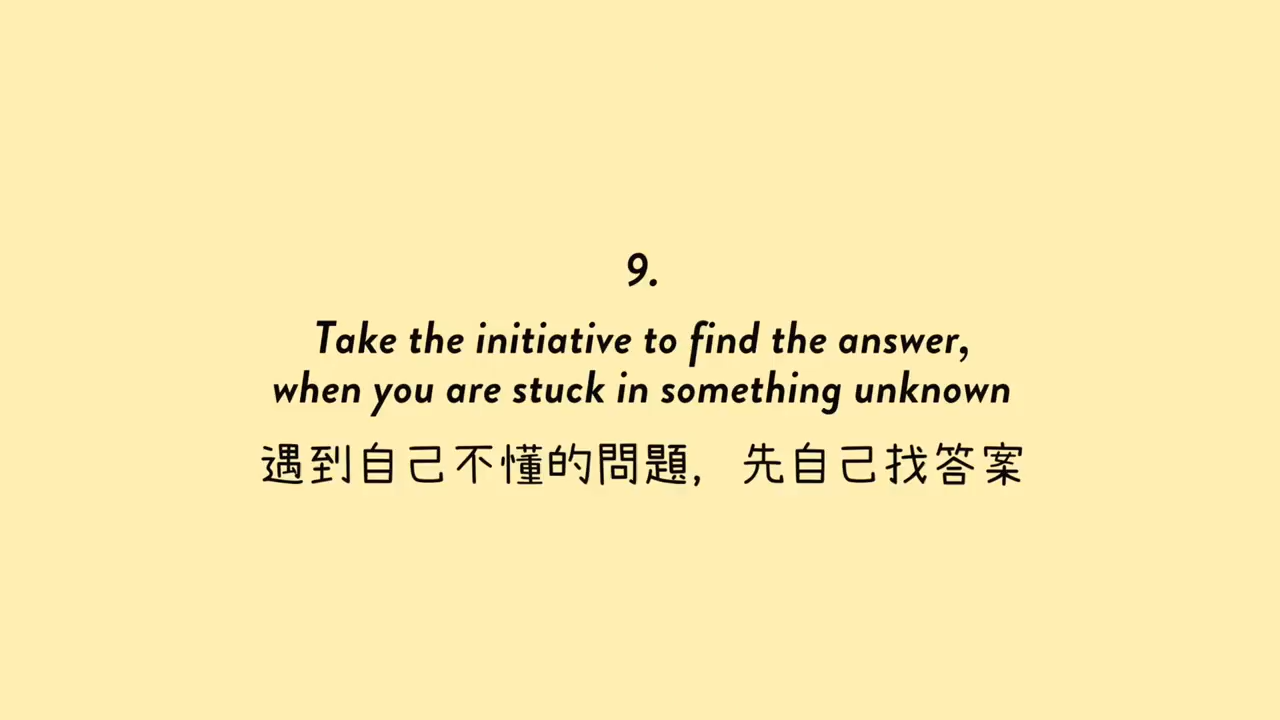 9.
Take the initiative to find the answer,
when you are stuck in something unknown
遇到自己不懂的問題，先自己找答案